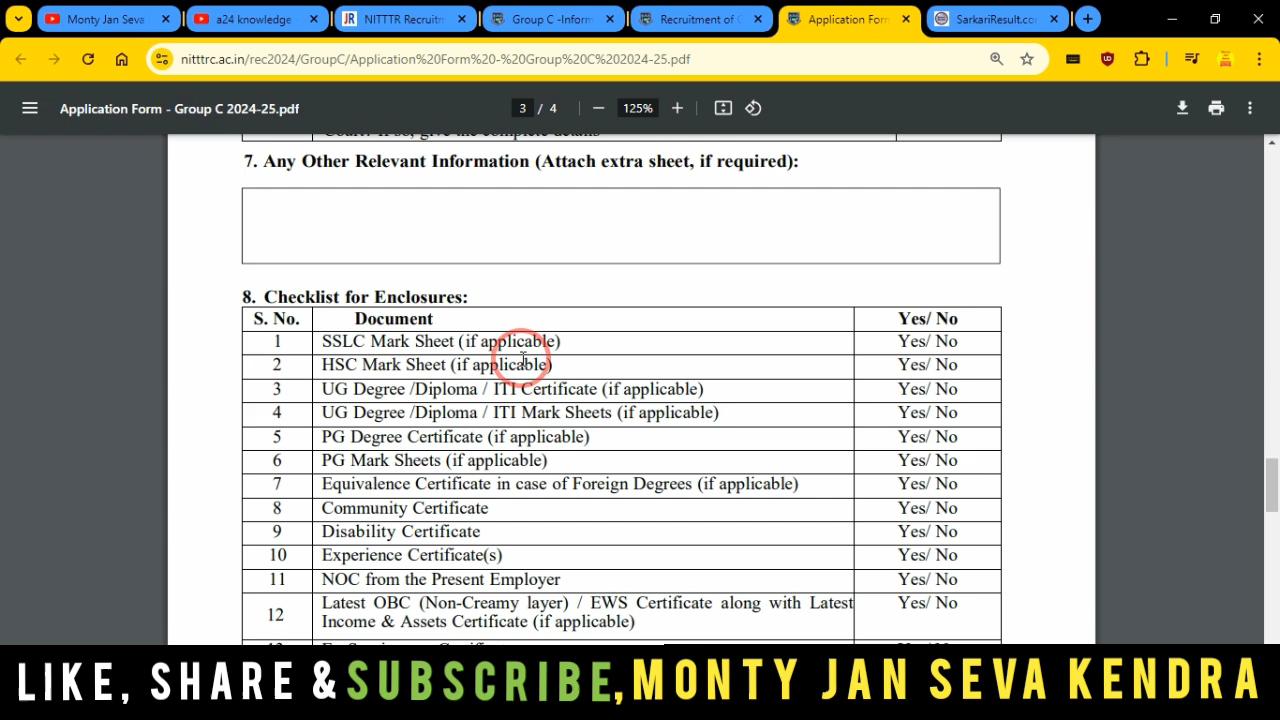 Monty Jan Seva
a24 knowledge
NITTTR Recruitm
Group C -Inform
Recruitment of G
Application Form
SarkariResult.co
nitttrc.ac.in/rec2024/GroupC/Application%20Form%20-%20Group%20C%202024-25.pdf
Application Form - Group C 2024-25.pdf
3 / 4
125%
Court? If so, give the complete details
7. Any Other Relevant Information (Attach extra sheet, if required):
8. Checklist for Enclosures:
S. No. Document Yes/ No
1 SSLC Mark Sheet (if applicable) Yes/ No
2 HSC Mark Sheet (if applicable) Yes/ No
3 UG Degree /Diploma / ITI Certificate (if applicable) Yes/ No
4 UG Degree /Diploma / ITI Mark Sheets (if applicable) Yes/ No
5 PG Degree Certificate (if applicable) Yes/ No
6 PG Mark Sheets (if applicable) Yes/ No
7 Equivalence Certificate in case of Foreign Degrees (if applicable) Yes/ No
8 Community Certificate Yes/ No
9 Disability Certificate Yes/ No
10 Experience Certificate(s) Yes/ No
11 NOC from the Present Employer Yes/ No
12 Latest OBC (Non-Creamy layer) / EWS Certificate along with Latest Yes/ No
Income & Assets Certificate (if applicable)
LIKE, SHARE & SUBSCRIBE, MONTY JAN SEVA KENDRA